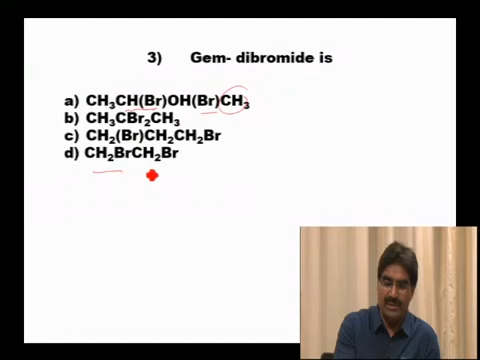 3) Gem- dibromide is
a) CH₃CH(Br)OH(Br)CH₃
b) CH₃CBr₂CH₃
c) CH₂(Br)CH₂CH₂Br
d) CH₂BrCH₂Br